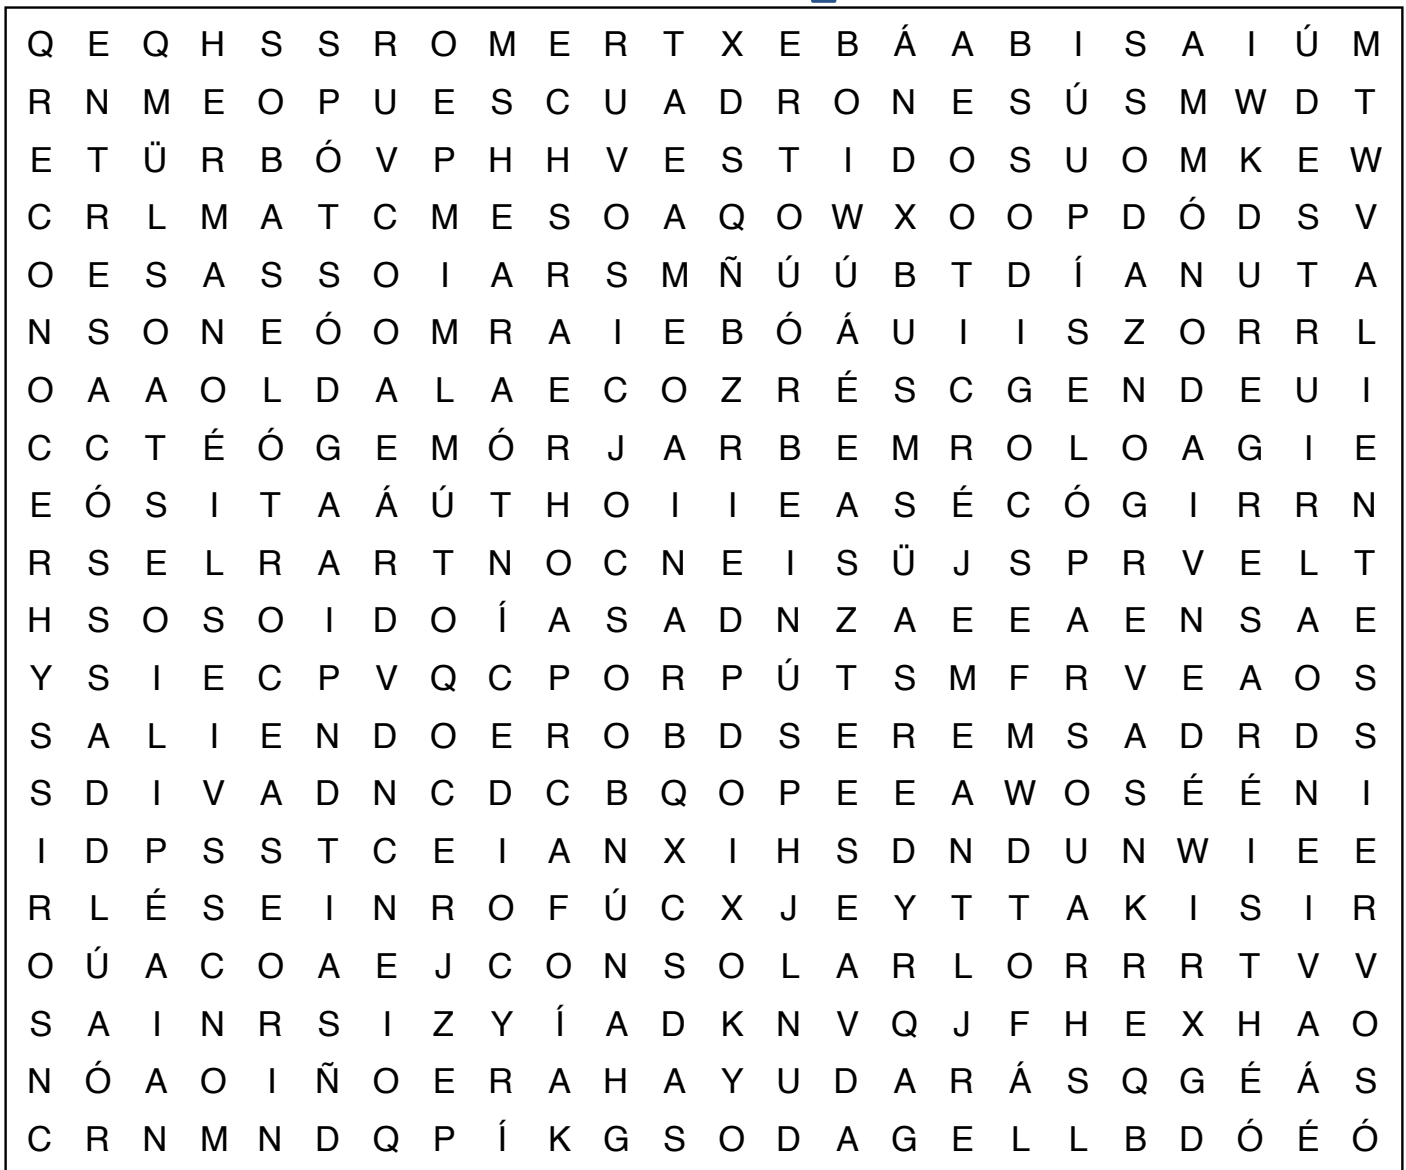 Q E Q H S S R O M E R T X E B Á A B I S A I Ú M
R N M E O P U E S C U A D R O N E S Ú S M W D T
E T Ü R B Ó V P H H V E S T I D O S U O M K E W
C R L M A T C M E S O A Q O W X O O P D Ó D S V
O E S A S S O I A R S M Ñ Ú Ú B T D Í A N U T A
N S O N E Ó O M R A I E B Ó Á U I I S Z O R R L
O A A O L D A L A E C O Z R É S C G E N D E U I
C C T É Ó G E M Ó R J A R B E M R O L O A G I E
E Ó S I T A Á Ú T H O I I E A S É C Ó G I R R N
R S E L R A R T N O C N E I S Ü J S P R V E L T
H S O S O I D O Í A S A D N Z A E E A E N S A E
Y S I E C P V Q C P O R P Ú T S M F R V E A O S
S A L I E N D O E R O B D S E R E M S A D R D S
S D I V A D N C D C B Q O P E E A W O S É É N I
I D P S S T C E I A N X I H S D N D U N W I E E
R L É S E I N R O F Ú C X J E Y T T A K I S I R
O Ú A C O A E J C O N S O L A R L O R R R T V V
S A I N R S I Z Y Í A D K N V Q J F H E X H A O
N Ó A O I Ñ O E R A H A Y U D A R Á S Q G É Á S
C R N M N D Q P Í K G S O D A G E L L B D Ó É Ó